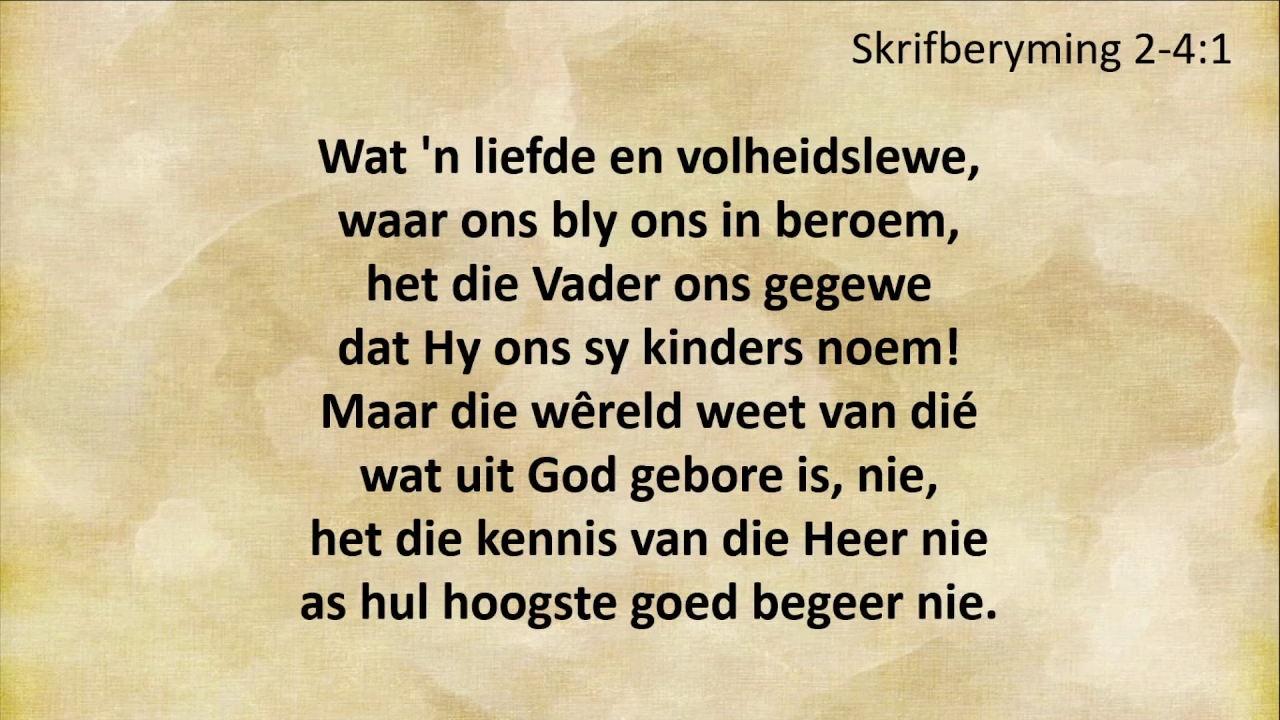 Skrifberyming 2-4:1
Wat 'n liefde en volheidslewe,
waar ons bly ons in beroem,
het die Vader ons gegewe
dat Hy ons sy kinders noem!
Maar die wêreld weet van dié
wat uit God gebore is, nie,
het die kennis van die Heer nie
as hul hoogste goed begeer nie.